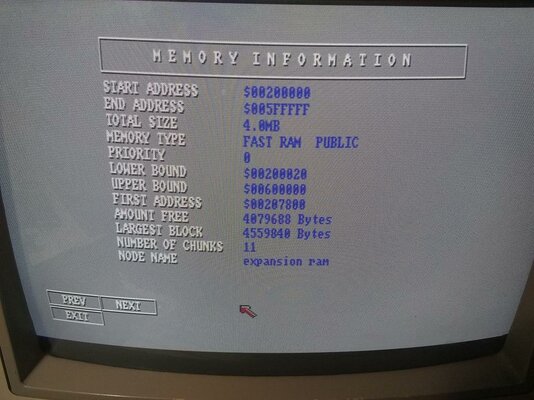 MEMORY INFORMATION
START ADDRESS $00200000
END ADDRESS $005FFFFF
TOTAL SIZE 4.0MB
MEMORY TYPE FAST RAM PUBLIC
PRIORITY 0
LOWER BOUND $00200020
UPPER BOUND $00600000
FIRST ADDRESS $00207800
AMOUNT FREE 4079688 Bytes
LARGEST BLOCK 4559840 Bytes
NUMBER OF CHUNKS 11
NODE NAME expansion ram
PREV NEXT
EXIT